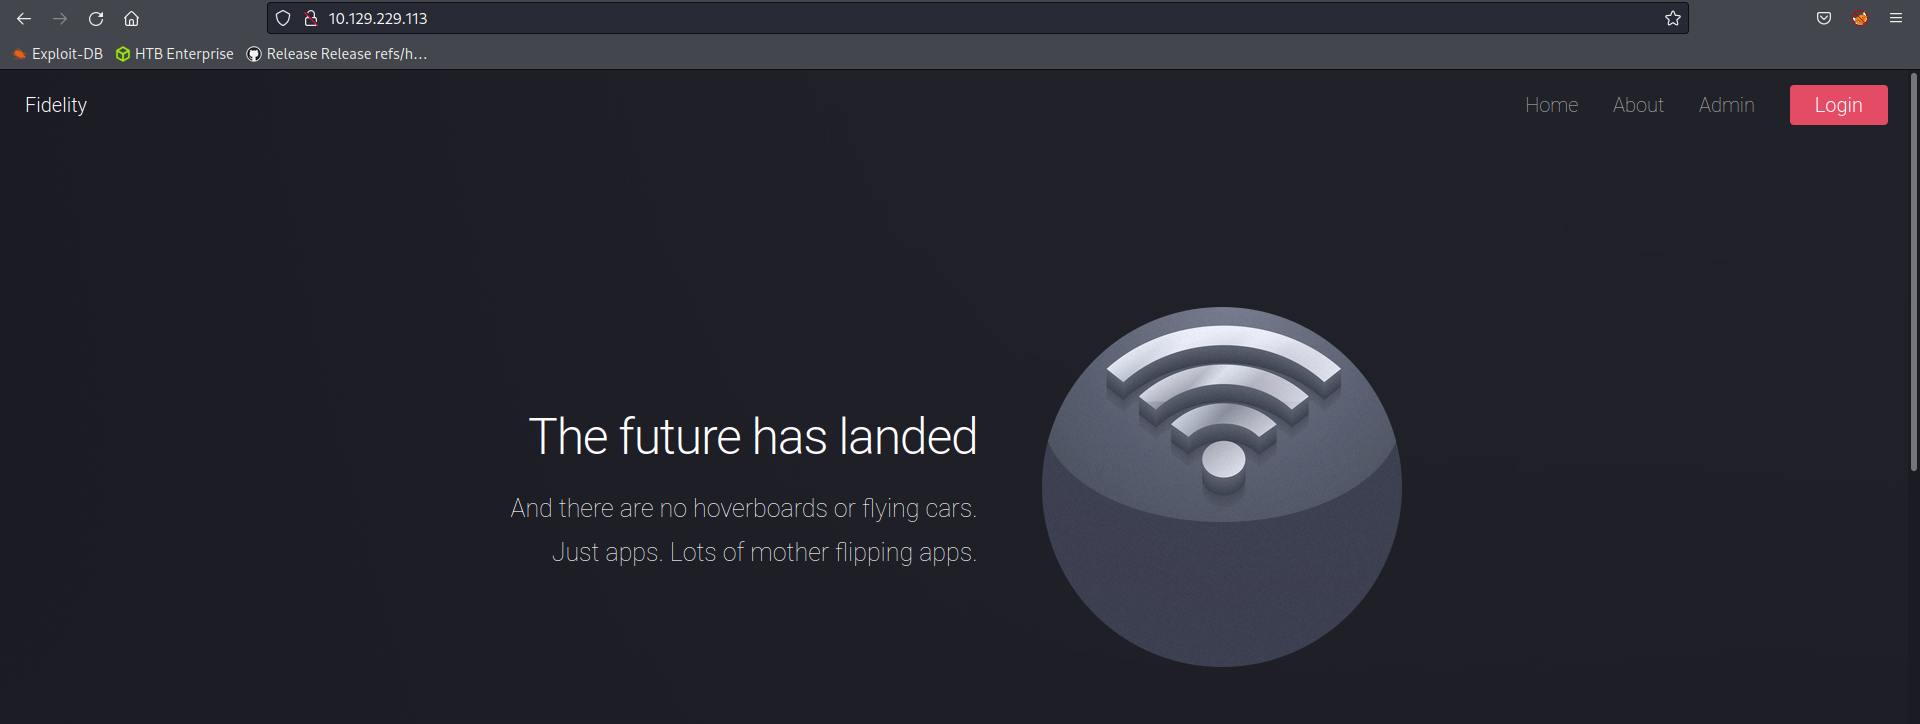 10.129.229.113
Exploit-DB HTB Enterprise Release Release refs/h...
Fidelity Home About Admin Login
The future has landed
And there are no hoverboards or flying cars.
Just apps. Lots of mother flipping apps.